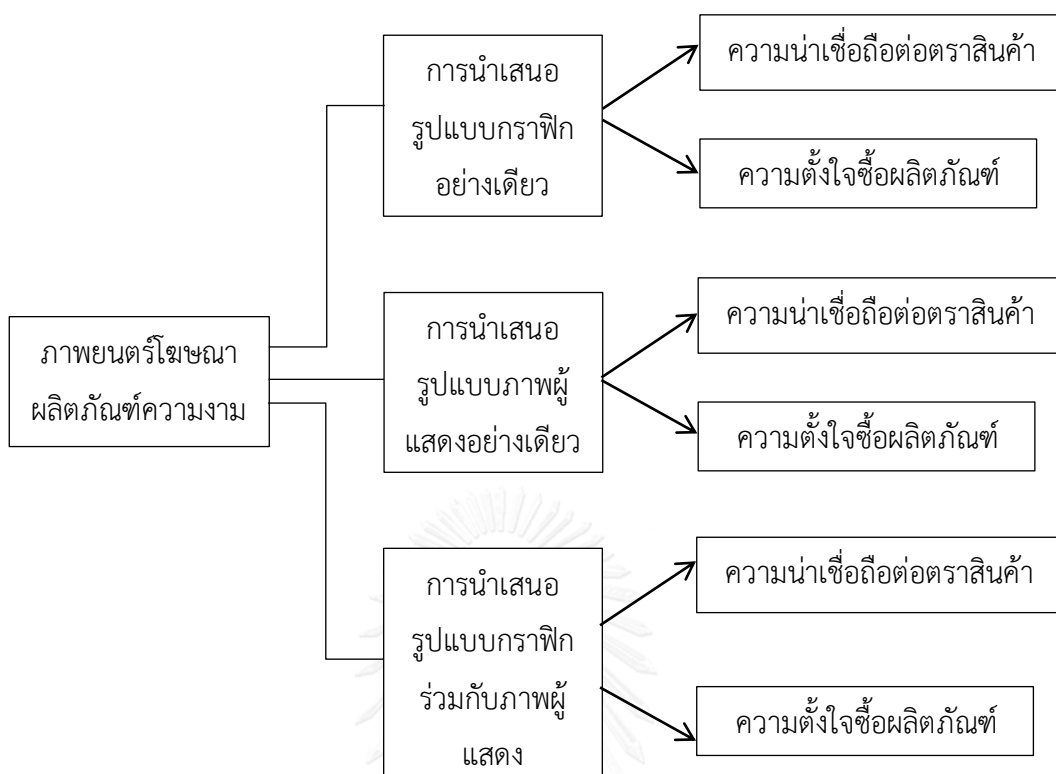 การนำเสนอ
รูปแบบกราฟิก
อย่างเดียว
ความน่าเชื่อถือต่อตราสินค้า
ความตั้งใจซื้อผลิตภัณฑ์
ภาพยนตร์โฆษณา
ผลิตภัณฑ์ความงาม
การนำเสนอ
รูปแบบภาพผู้
แสดงอย่างเดียว
ความน่าเชื่อถือต่อตราสินค้า
ความตั้งใจซื้อผลิตภัณฑ์
การนำเสนอ
รูปแบบกราฟิก
ร่วมกับภาพผู้
แสดง
ความน่าเชื่อถือต่อตราสินค้า
ความตั้งใจซื้อผลิตภัณฑ์